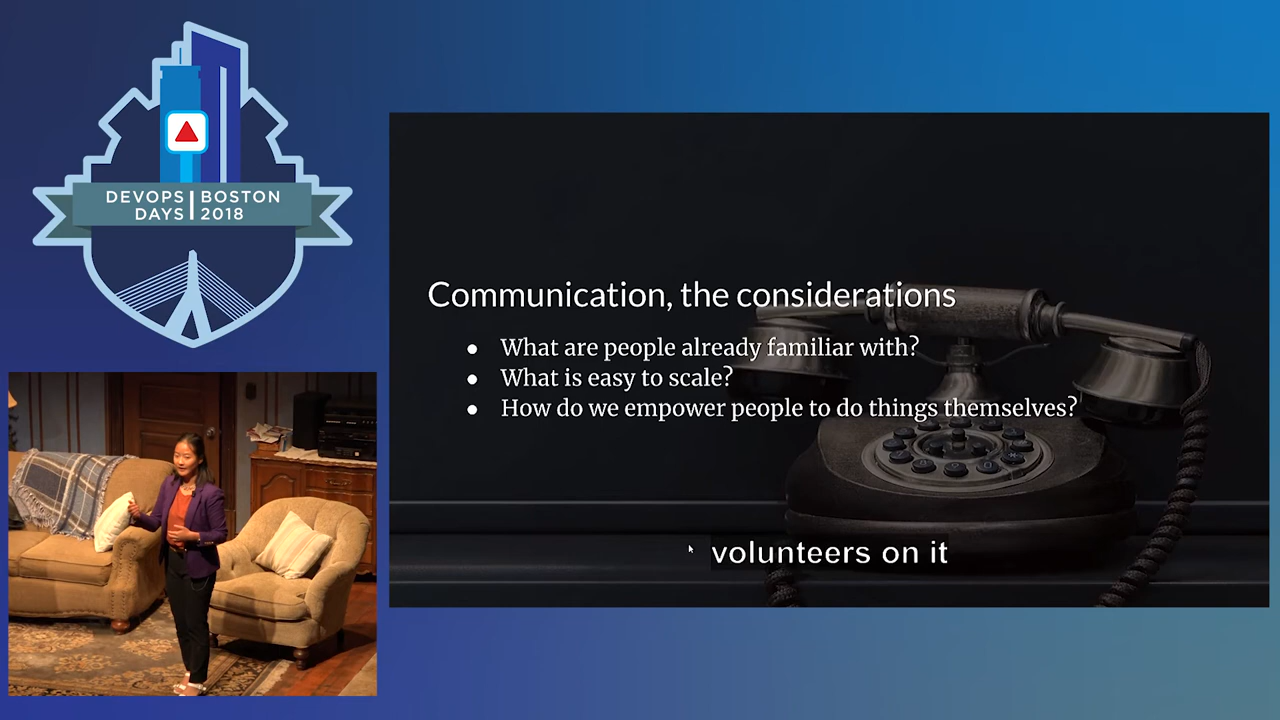 DEVOPS BOSTON
DAYS 2018
Communication, the considerations
● What are people already familiar with?
● What is easy to scale?
● How do we empower people to do things themselves?
volunteers on it